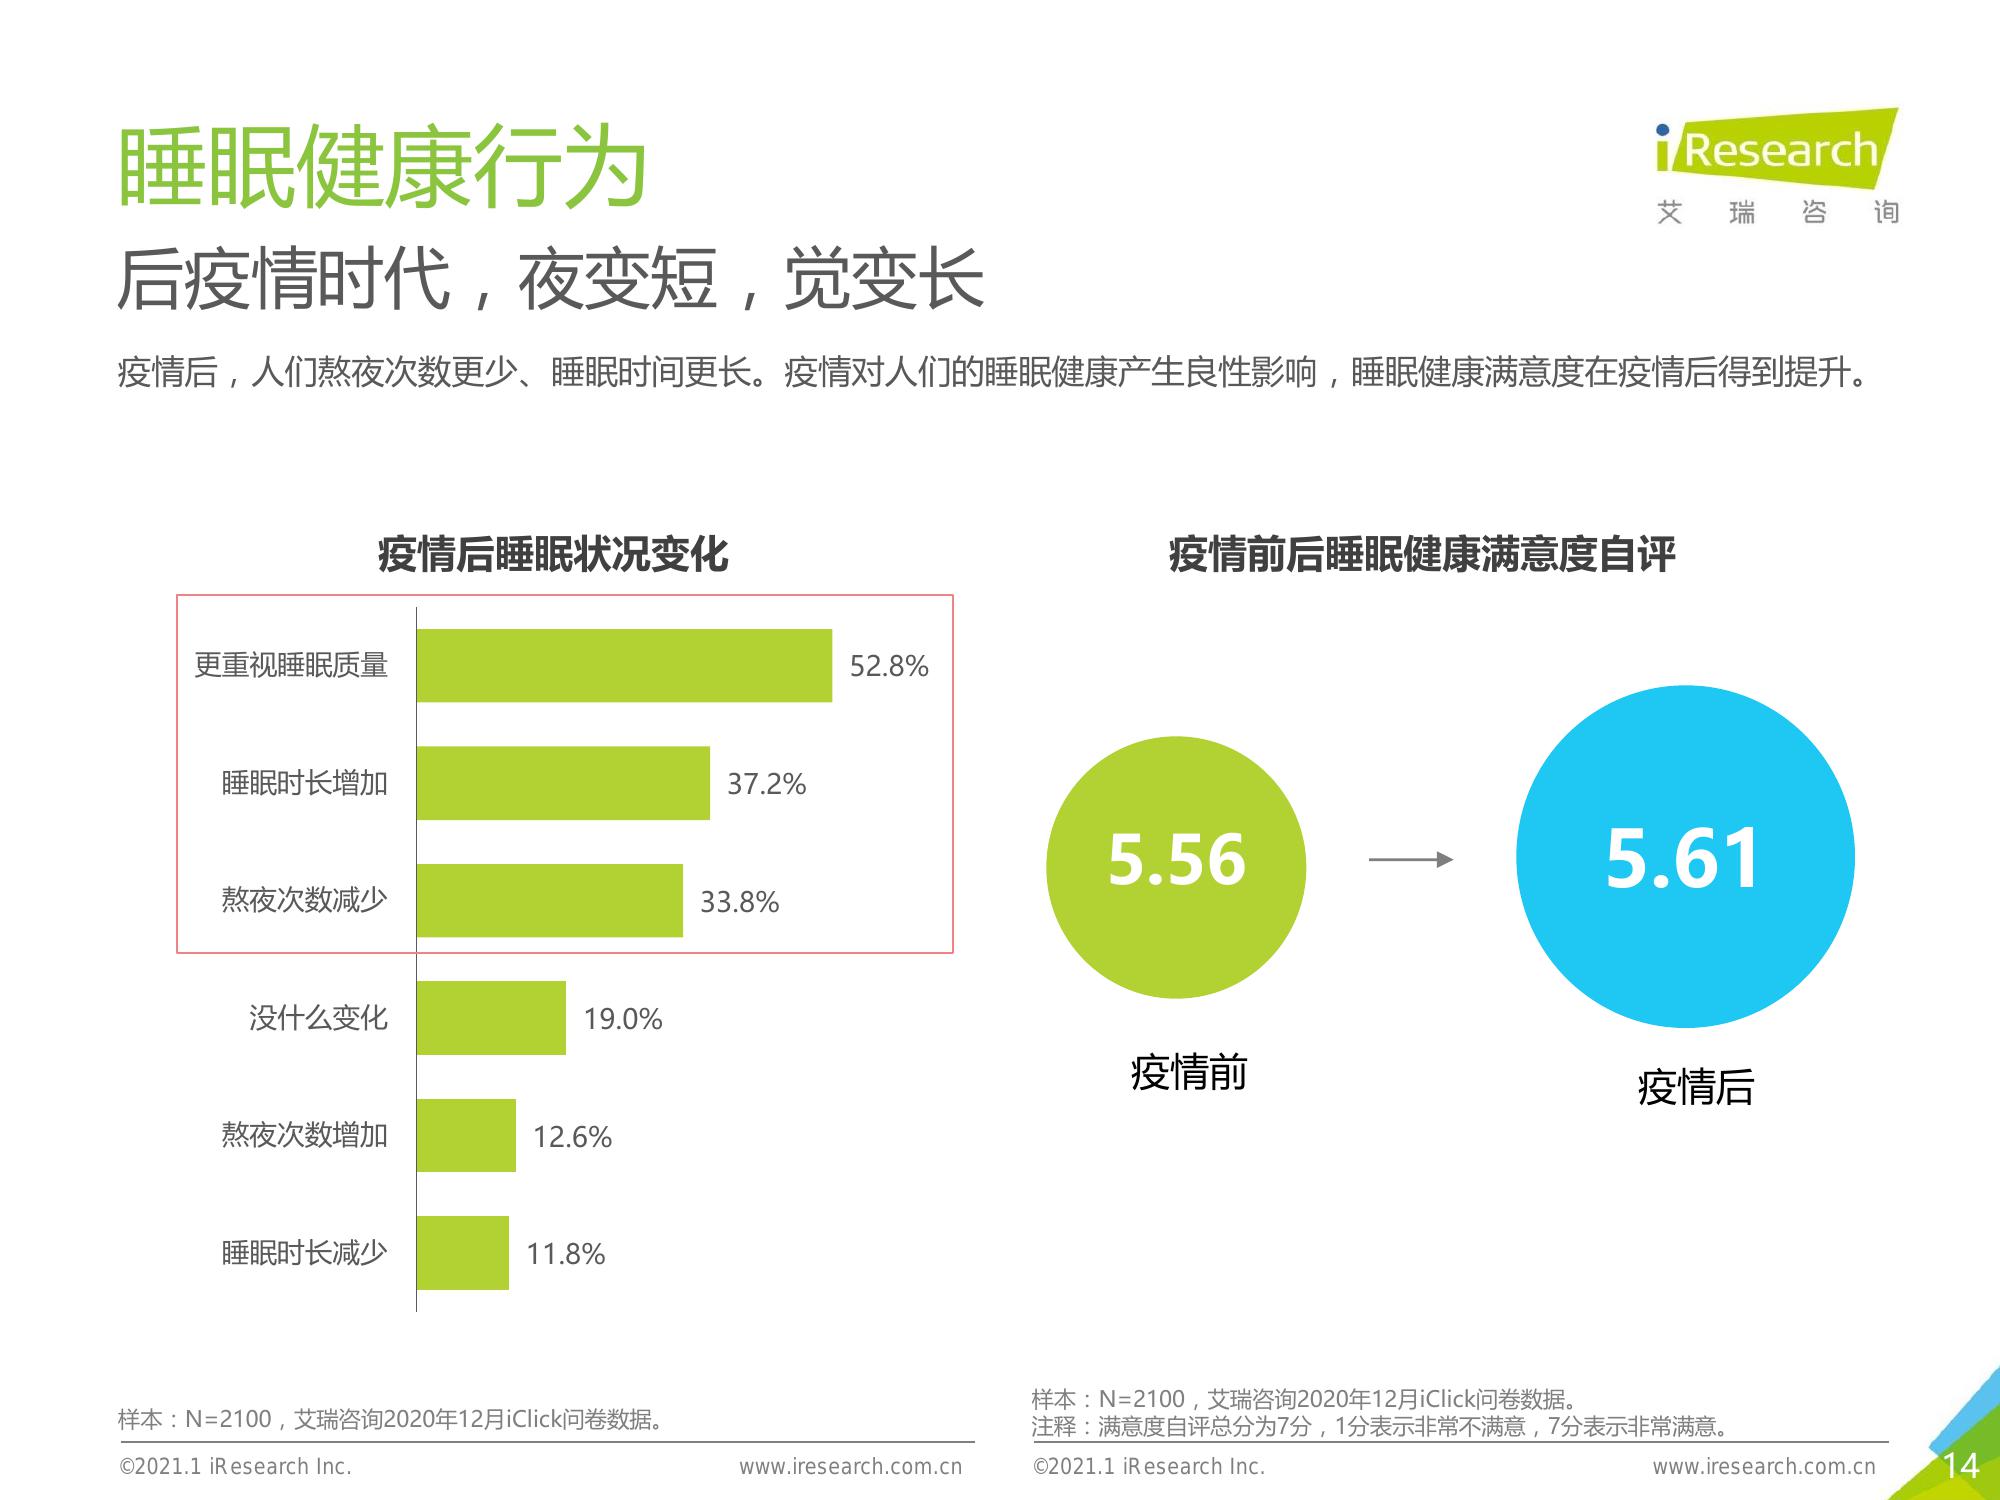 睡眠健康行为
iResearch
艾瑞咨询
后疫情时代，夜变短，觉变长
疫情后，人们熬夜次数更少、睡眠时间更长。疫情对人们的睡眠健康产生良性影响，睡眠健康满意度在疫情后得到提升。
疫情后睡眠状况变化
更重视睡眠质量 52.8%
睡眠时长增加 37.2%
熬夜次数减少 33.8%
没什么变化 19.0%
熬夜次数增加 12.6%
睡眠时长减少 11.8%
样本：N=2100，艾瑞咨询2020年12月iClick问卷数据。
©2021.1 iResearch Inc. www.iresearch.com.cn
疫情前后睡眠健康满意度自评
5.56
5.61
疫情前
疫情后
样本：N=2100，艾瑞咨询2020年12月iClick问卷数据。
注释：满意度自评总分为7分，1分表示非常不满意，7分表示非常满意。
©2021.1 iResearch Inc. www.iresearch.com.cn
14